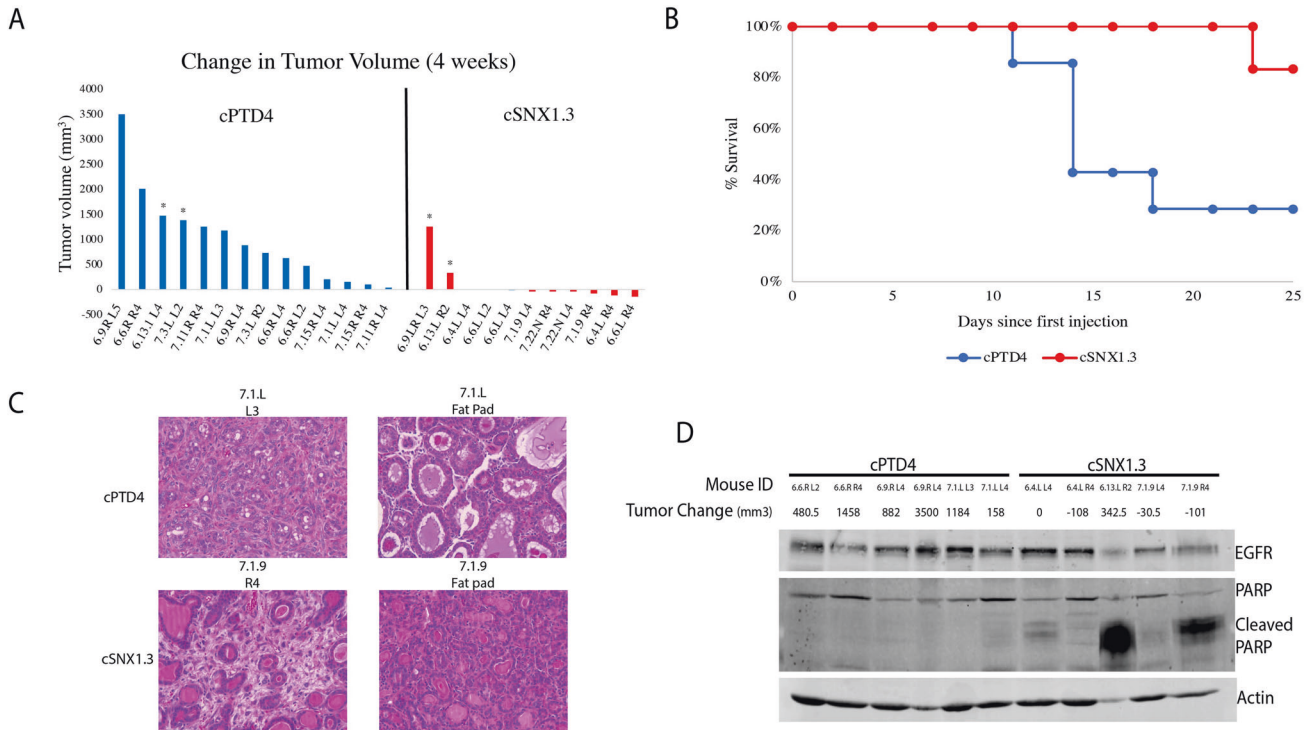 A
Change in Tumor Volume (4 weeks)
cPTD4
cSNX1.3
Tumor volume (mm3)
4000
3500
3000
2500
2000
1500
1000
500
0
-500
* * * *
6.9.R L5
6.6.R R4
6.13.1 L4
7.3.L L2
7.11.R R4
7.1.L L3
6.9.R L4
7.3.L R2
6.6.R L4
6.6.R L2
7.15.R L4
7.1.L L4
7.15.R R4
7.11.R L4
6.9.LR L3
6.13.L R2
6.4.L L4
6.6.L L2
6.6.L L4
7.1.9 L4
7.22.N R4
7.22.N L4
7.1.9 R4
6.4.L R4
6.6.L R4
B
% Survival
100%
80%
60%
40%
20%
0%
0 5 10 15 20 25
Days since first injection
cPTD4 cSNX1.3
C
7.1.L
L3
7.1.L
Fat Pad
cPTD4
7.1.9
R4
7.1.9
Fat pad
cSNX1.3
D
cPTD4 cSNX1.3
Mouse ID 6.6.R L2 6.6.R R4 6.9.R L4 6.9.R L4 7.1.L L3 7.1.L L4 6.4.L L4 6.4.L R4 6.13.L R2 7.1.9 L4 7.1.9 R4
Tumor Change (mm3) 480.5 1458 882 3500 1184 158 0 -108 342.5 -30.5 -101
EGFR
PARP
Cleaved
PARP
Actin